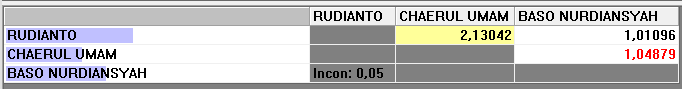 RUDIANTO CHAERUL UMAM BASO NURDIANSYAH
RUDIANTO 2,13042 1,01096
CHAERUL UMAM 1,04879
BASO NURDIANSYAH Incon: 0,05